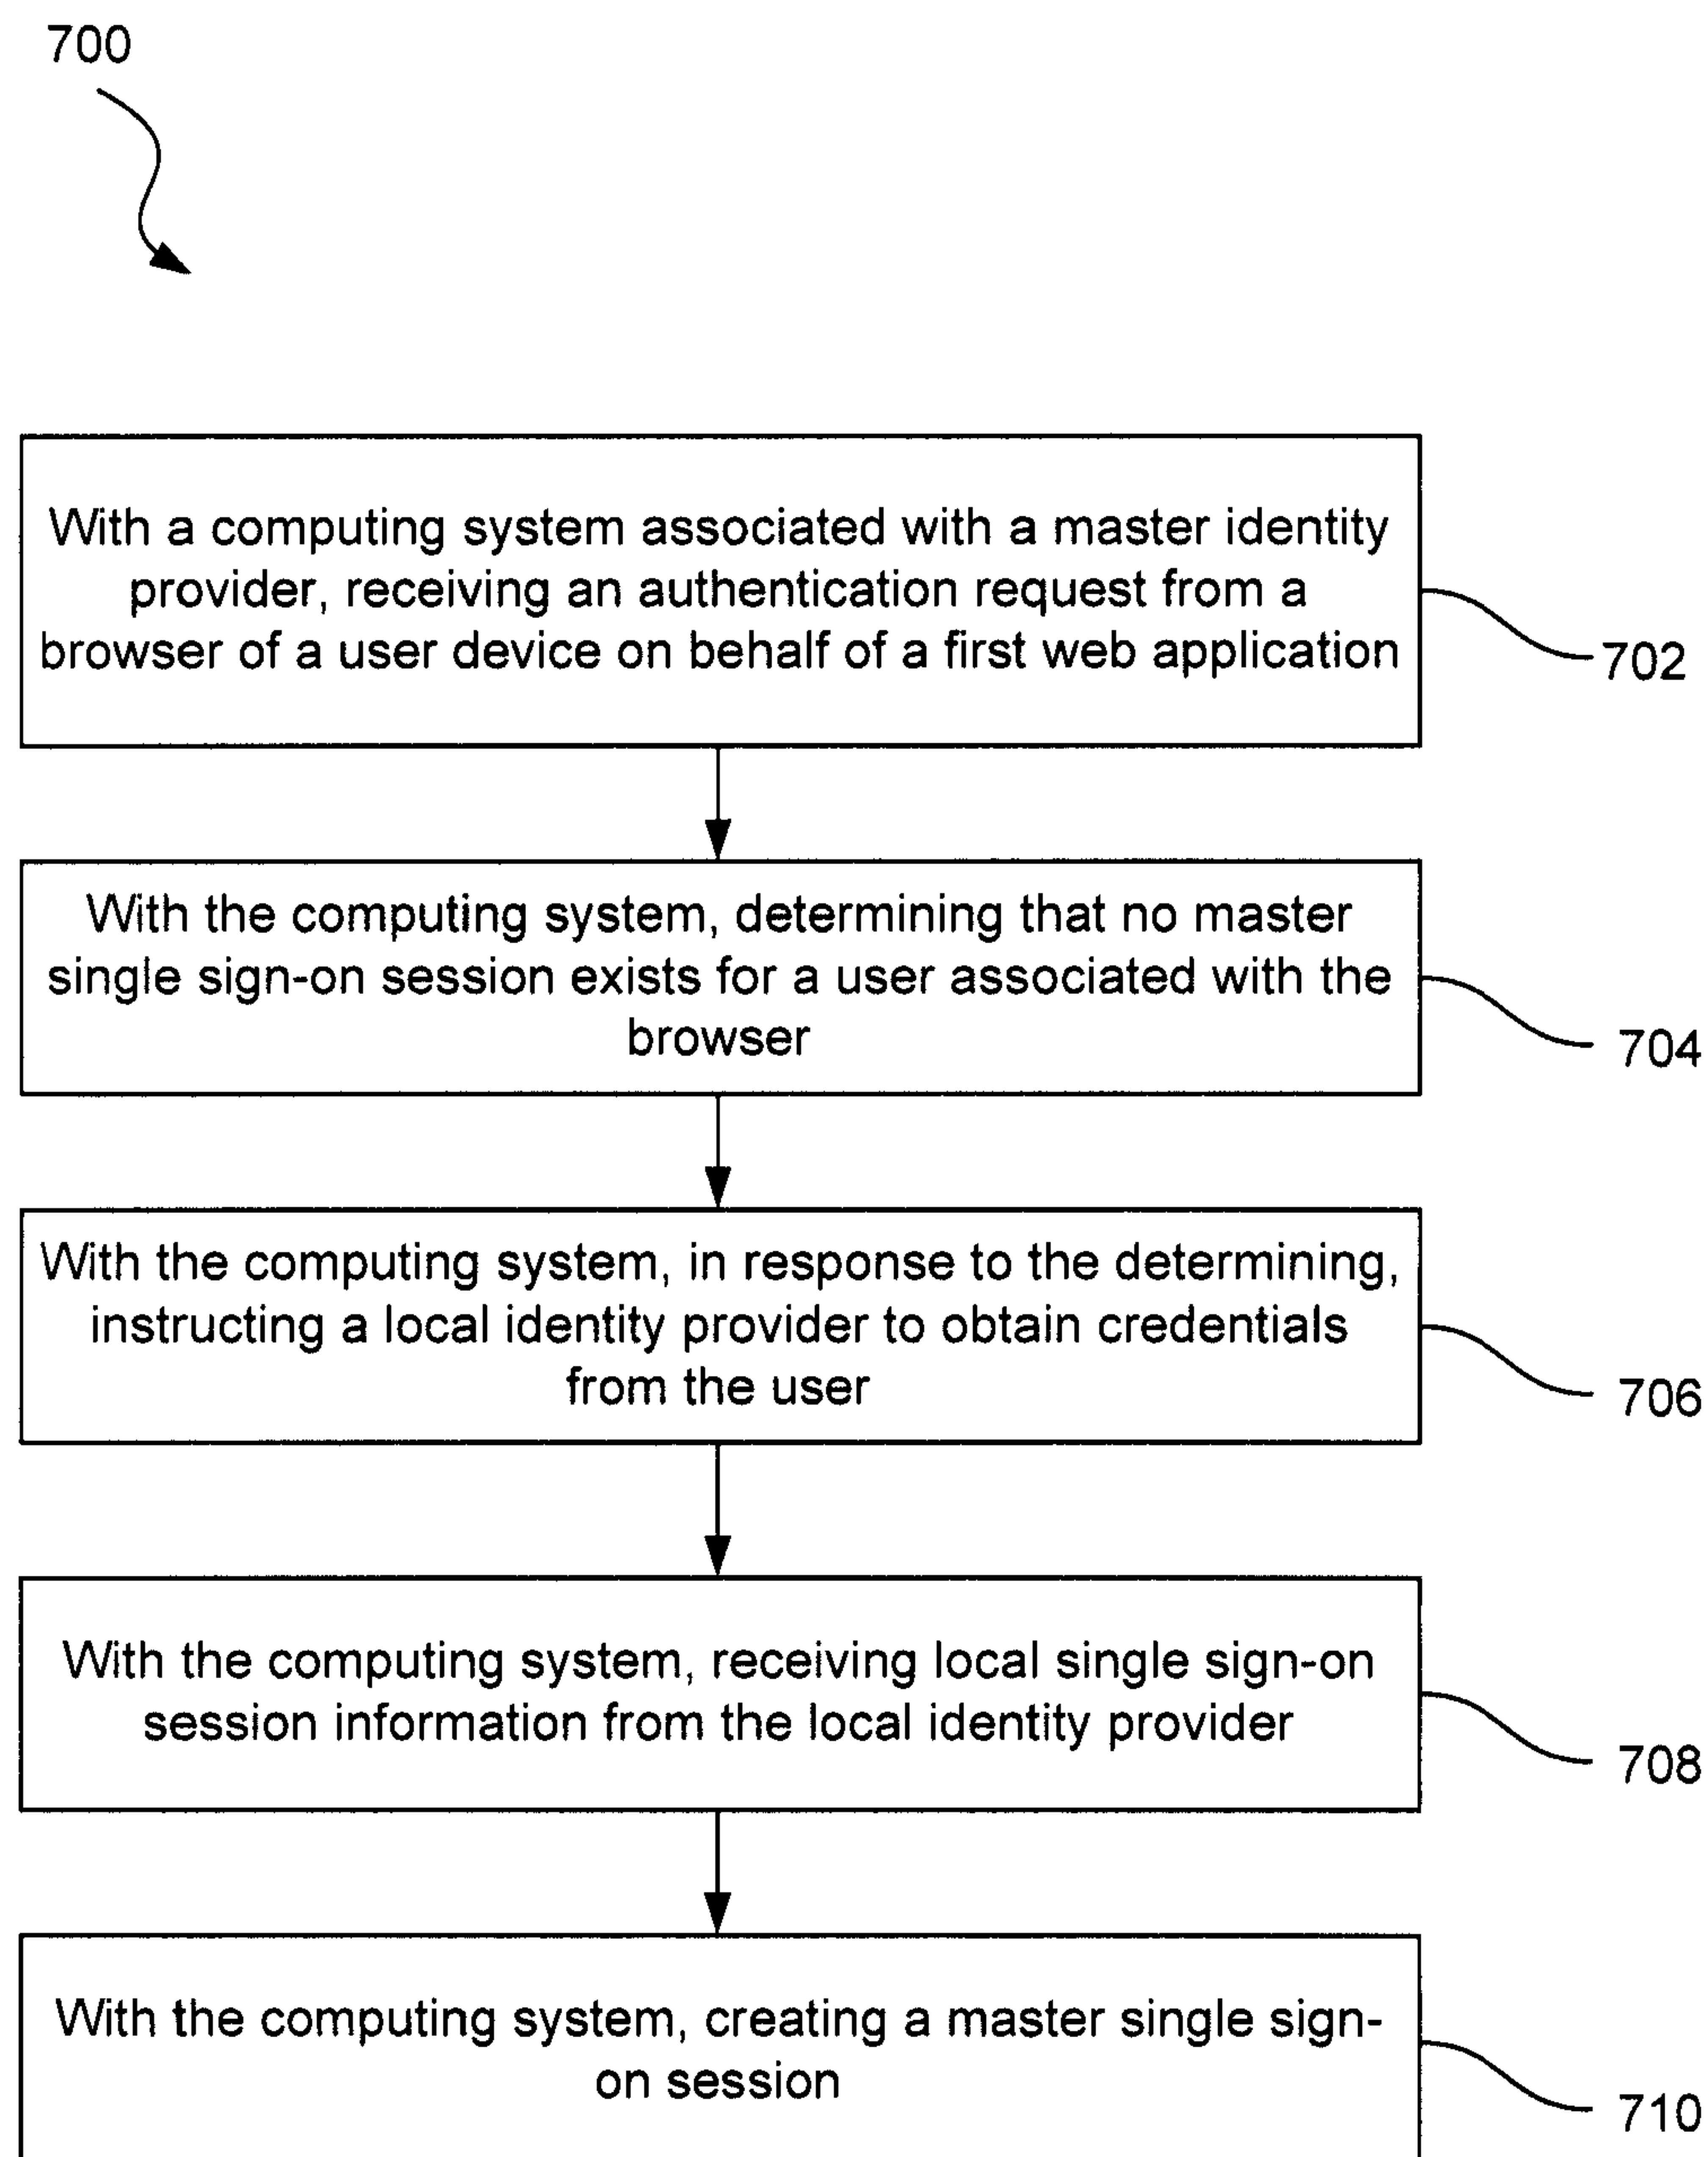 700
With a computing system associated with a master identity
provider, receiving an authentication request from a
browser of a user device on behalf of a first web application
702
With the computing system, determining that no master
single sign-on session exists for a user associated with the
browser
704
With the computing system, in response to the determining,
instructing a local identity provider to obtain credentials
from the user
706
With the computing system, receiving local single sign-on
session information from the local identity provider
708
With the computing system, creating a master single sign-
on session
710